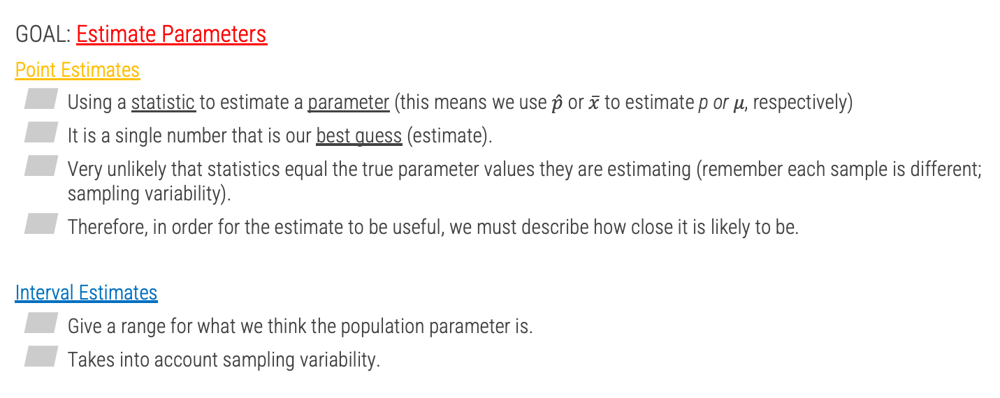 GOAL: Estimate Parameters
Point Estimates
Using a statistic to estimate a parameter (this means we use p̂ or x̄ to estimate p or μ, respectively)
It is a single number that is our best guess (estimate).
Very unlikely that statistics equal the true parameter values they are estimating (remember each sample is different;
sampling variability).
Therefore, in order for the estimate to be useful, we must describe how close it is likely to be.
Interval Estimates
Give a range for what we think the population parameter is.
Takes into account sampling variability.